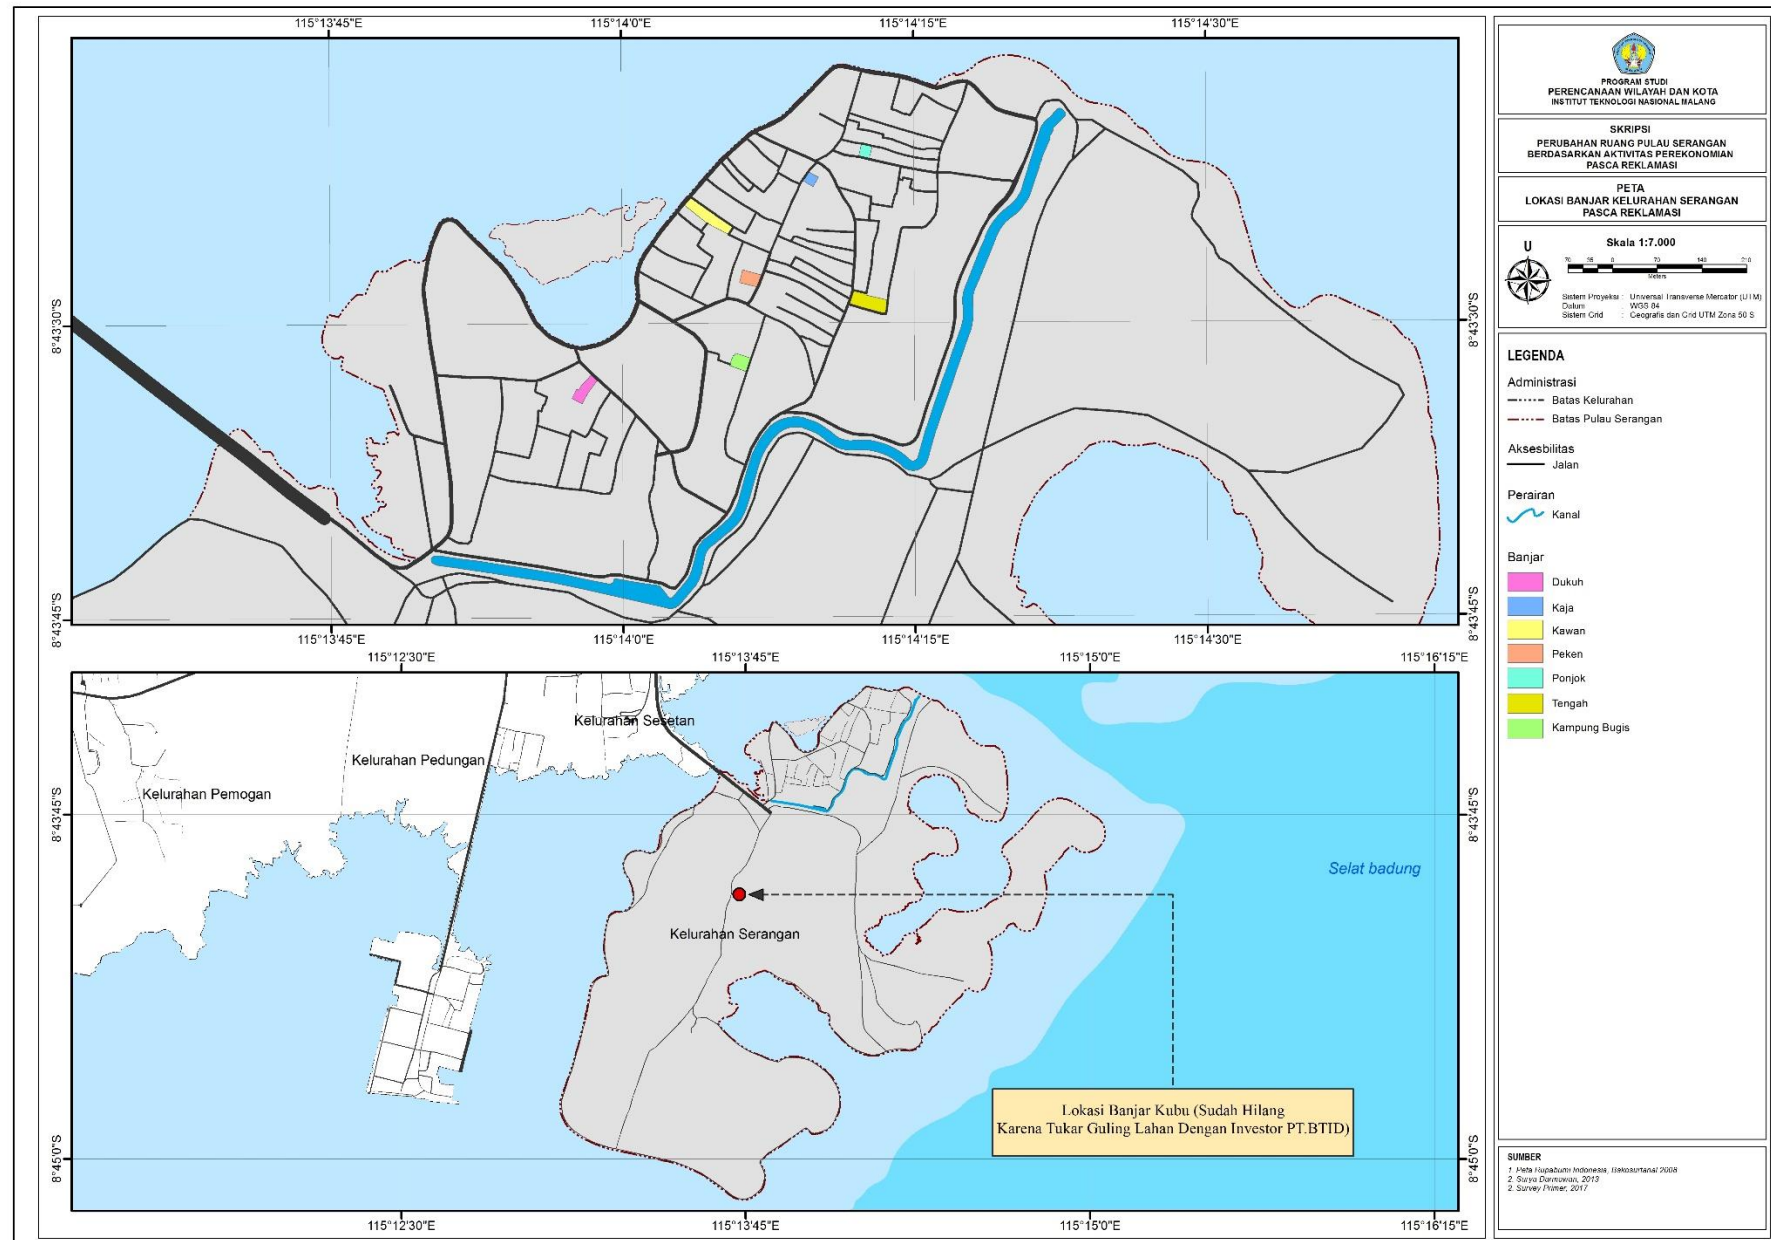 115°13'45"E
115°14'0"E
115°14'15"E
115°14'30"E
8°43'30"S
8°43'30"S
8°43'45"S
8°43'45"S
115°13'45"E
115°14'0"E
115°14'15"E
115°14'30"E
115°12'30"E
115°13'45"E
115°15'0"E
115°16'15"E
Kelurahan Sesetan
Kelurahan Pedungan
Kelurahan Pemogan
8°43'45"S
8°43'45"S
Selat badung
Kelurahan Serangan
Lokasi Banjar Kubu (Sudah Hilang
Karena Tukar Guling Lahan Dengan Investor PT.BTID)
8°45'0"S
8°45'0"S
115°12'30"E
115°13'45"E
115°15'0"E
115°16'15"E
PROGRAM STUDI
PERENCANAAN WILAYAH DAN KOTA
INSTITUT TEKNOLOGI NASIONAL MALANG
SKRIPSI
PERUBAHAN RUANG PULAU SERANGAN
BERDASARKAN AKTIVITAS PEREKONOMIAN
PASCA REKLAMASI
PETA
LOKASI BANJAR KELURAHAN SERANGAN
PASCA REKLAMASI
U
Skala 1:7.000
70 35 0 70 140 210
Meters
Sistem Proyeksi : Universal Transverse Mercator (UTM)
Datum WGS 84
Sistem Grid : Geografis dan Grid UTM Zona 50 S
LEGENDA
Administrasi
Batas Kelurahan
Batas Pulau Serangan
Aksesbilitas
Jalan
Perairan
Kanal
Banjar
Dukuh
Kaja
Kawan
Peken
Ponjok
Tengah
Kampung Bugis
SUMBER
1. Peta Rupabumi Indonesia, Bakosurtanal 2008
2. Surya Darmawan, 2013
2. Survey Primer, 2017